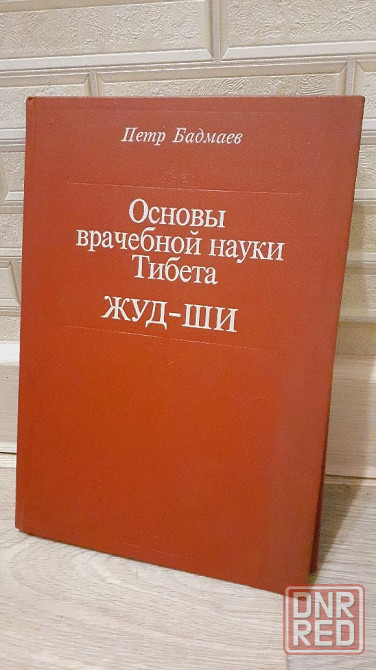 Петр Бадмаев
Основы
врачебной науки
Тибета
ЖУД-ШИ
DNR
RED